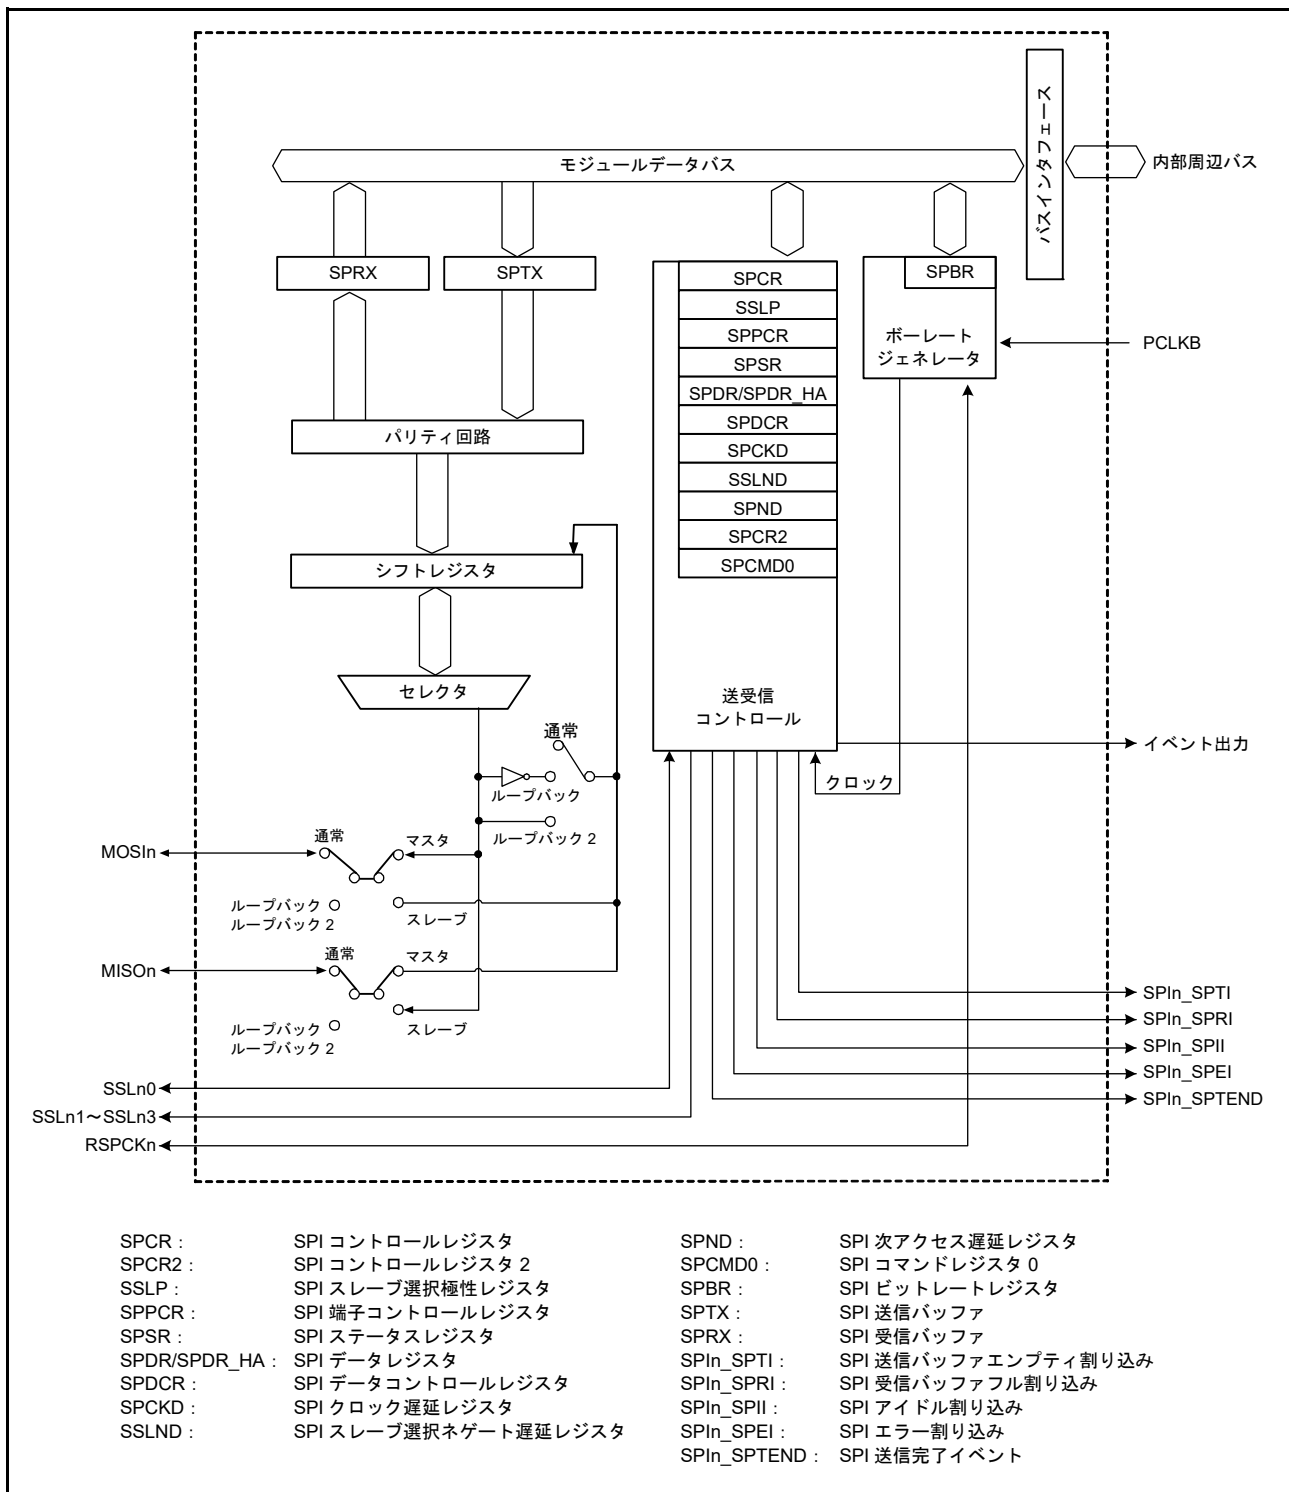 バスインタフェース
モジュールデータバス
内部周辺バス
SPRX
SPTX
SPCR
SSLP
SPPCR
SPSR
SPDR/SPDR_HA
SPDCR
SPCKD
SSLND
SPND
SPCR2
SPCMD0
送受信
コントロール
SPBR
ボーレート
ジェネレータ
PCLKB
パリティ回路
シフトレジスタ
セレクタ
通常
ループバック
ループバック 2
イベント出力
クロック
MOSIn
通常
マスタ
ループバック
ループバック 2
スレーブ
MISOn
通常
マスタ
ループバック
ループバック 2
スレーブ
SPIn_SPTI
SPIn_SPRI
SPIn_SPII
SPIn_SPEI
SPIn_SPTEND
SSLn0
SSLn1～SSLn3
RSPCKn
SPCR : SPI コントロールレジスタ
SPCR2 : SPI コントロールレジスタ 2
SSLP : SPI スレーブ選択極性レジスタ
SPPCR : SPI 端子コントロールレジスタ
SPSR : SPI ステータスレジスタ
SPDR/SPDR_HA : SPI データレジスタ
SPDCR : SPI データコントロールレジスタ
SPCKD : SPI クロック遅延レジスタ
SSLND : SPI スレーブ選択ネゲート遅延レジスタ
SPND : SPI 次アクセス遅延レジスタ
SPCMD0 : SPI コマンドレジスタ 0
SPBR : SPI ビットレートレジスタ
SPTX : SPI 送信バッファ
SPRX : SPI 受信バッファ
SPIn_SPTI : SPI 送信バッファエンプティ割り込み
SPIn_SPRI : SPI 受信バッファフル割り込み
SPIn_SPII : SPI アイドル割り込み
SPIn_SPEI : SPI エラー割り込み
SPIn_SPTEND : SPI 送信完了イベント